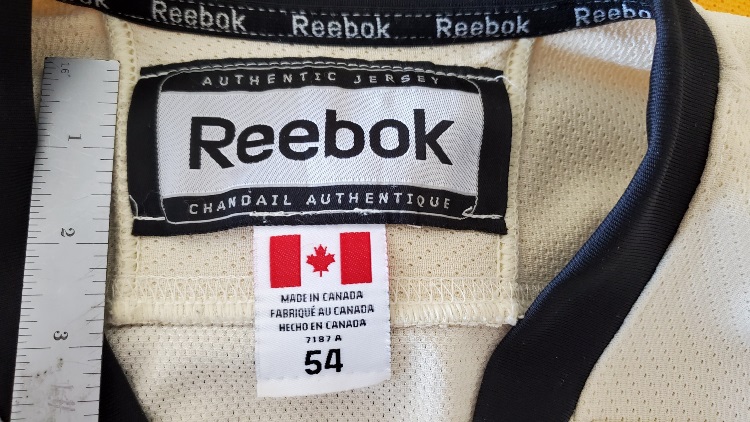 Reebok Reebok Reebok Reebok
AUTHENTIC JERSEY
Reebok
CHANDAIL AUTHENTIQUE
MADE IN CANADA
FABRIQUÉ AU CANADA
HECHO EN CANADA
7187 A
54
1
2
3